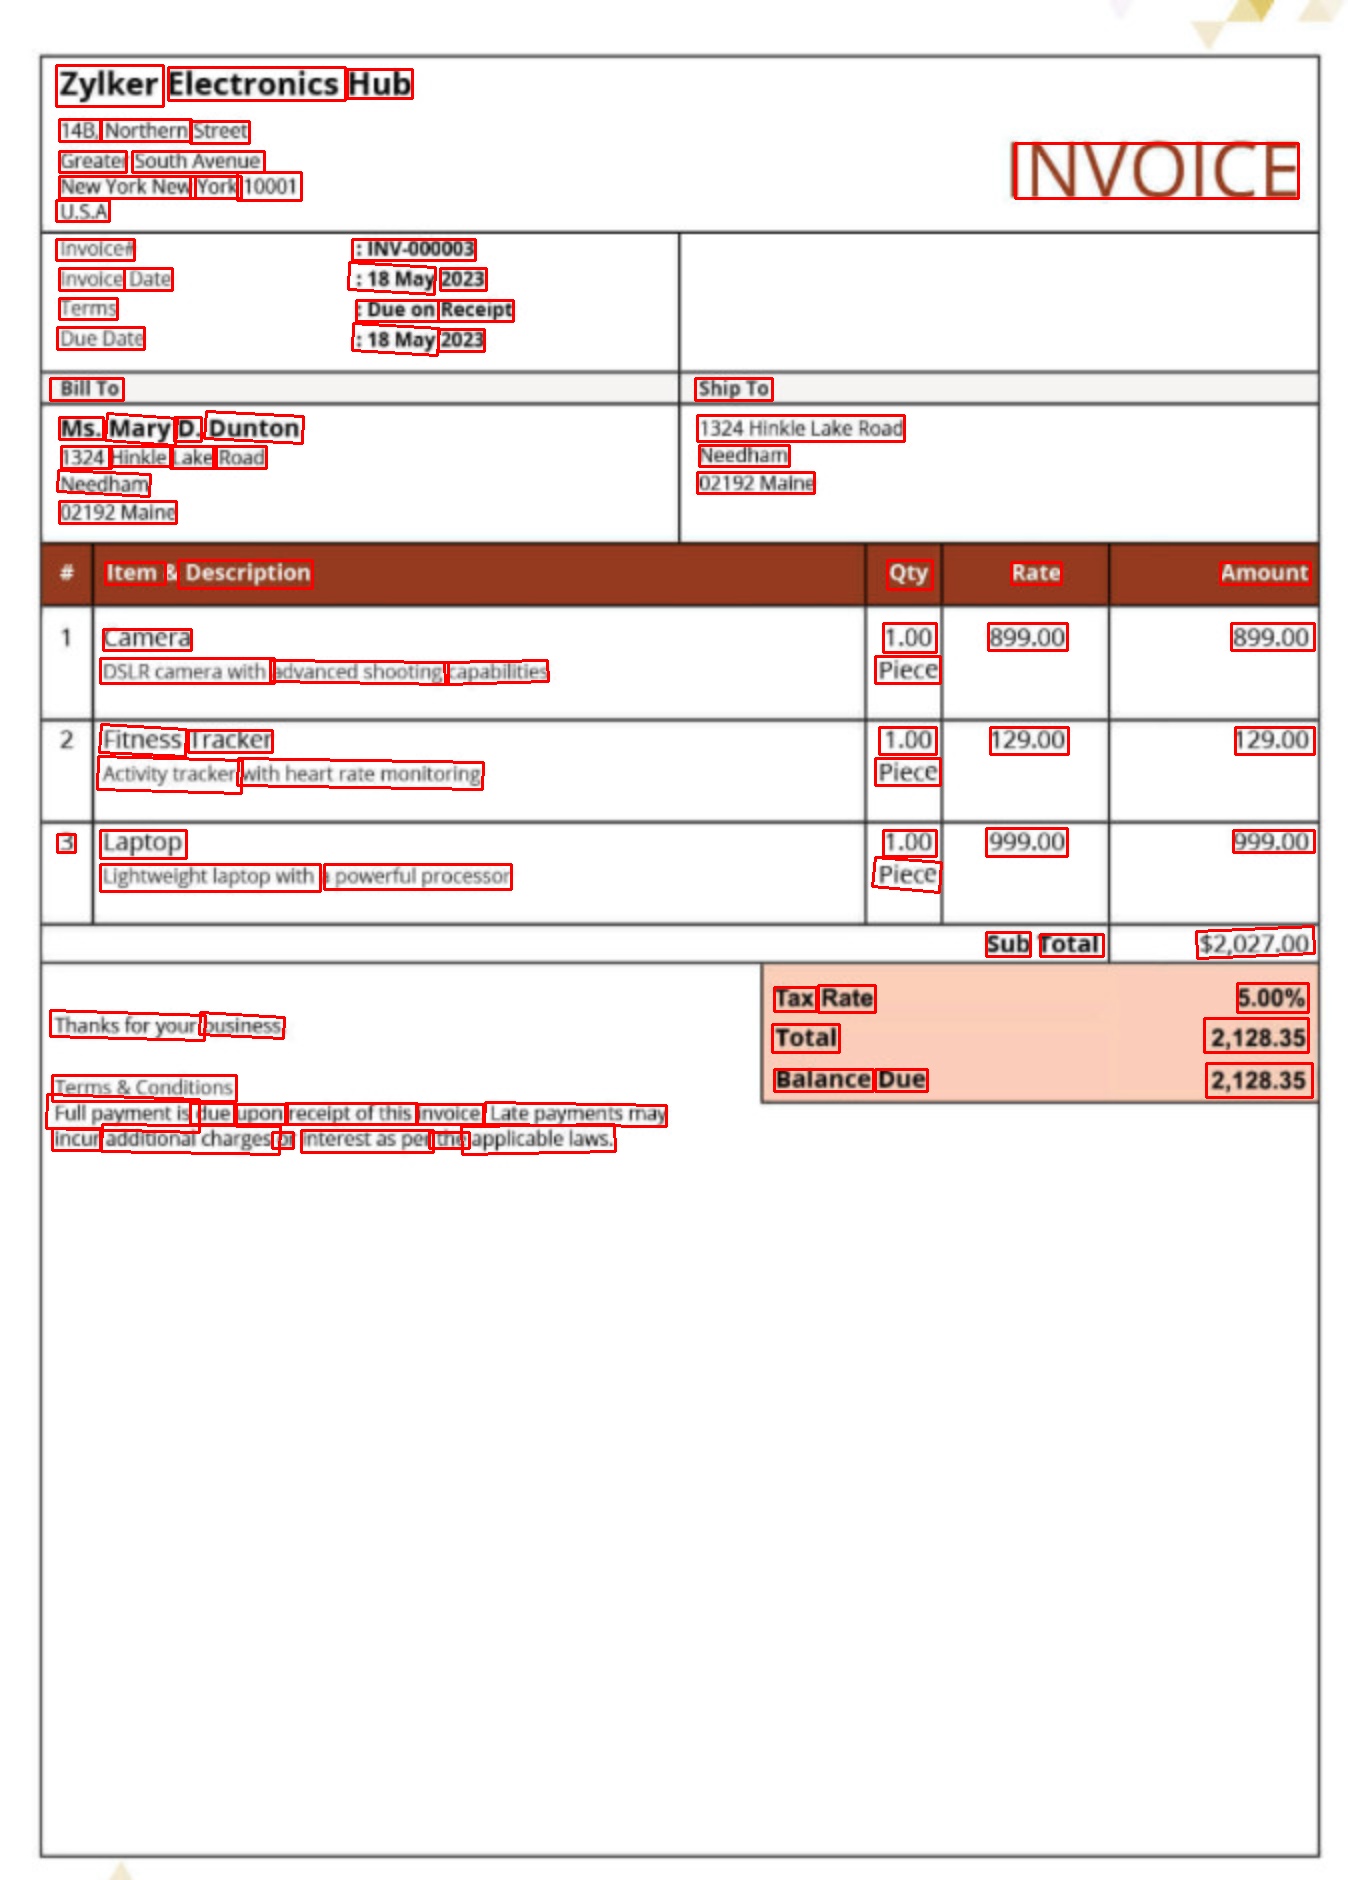 Zylker Electronics Hub
14B, Northern Street
Greater South Avenue
New York New York 10001
U.S.A
INVOICE
Invoice# : INV-000003
Invoice Date : 18 May 2023
Terms : Due on Receipt
Due Date : 18 May 2023
Bill To Ship To
Ms. Mary D. Dunton 1324 Hinkle Lake Road
1324 Hinkle Lake Road Needham
Needham 02192 Maine
02192 Maine
# Item & Description Qty Rate Amount
1 Camera 1.00 899.00 899.00
DSLR camera with advanced shooting capabilities Piece
2 Fitness Tracker 1.00 129.00 129.00
Activity tracker with heart rate monitoring Piece
3 Laptop 1.00 999.00 999.00
Lightweight laptop with a powerful processor Piece
Sub Total $2,027.00
Tax Rate 5.00%
Thanks for your business
Total 2,128.35
Balance Due 2,128.35
Terms & Conditions
Full payment is due upon receipt of this invoice Late payments may
incur additional charges or interest as per the applicable laws.